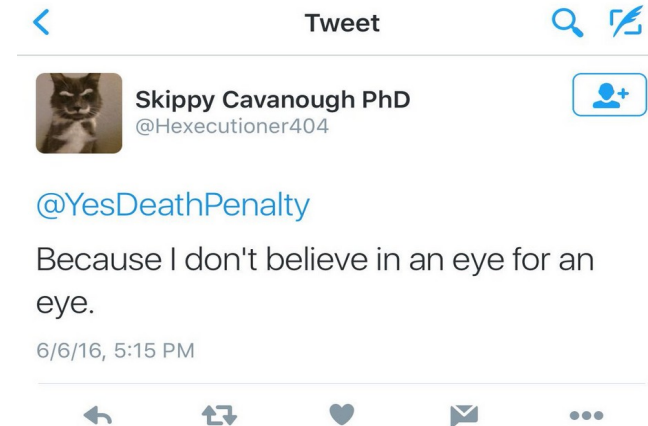 Tweet
Skippy Cavanough PhD
@Hexecutioner404
@YesDeathPenalty
Because I don't believe in an eye for an
eye.
6/6/16, 5:15 PM